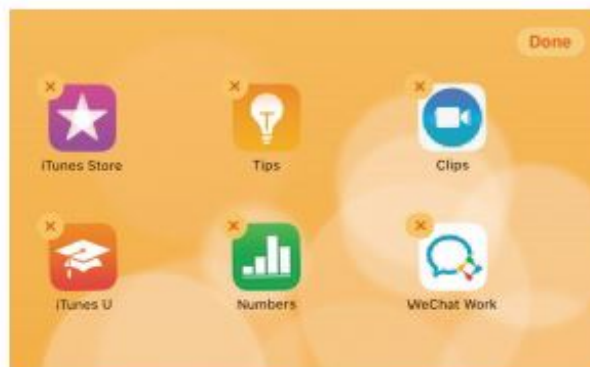 Done
iTunes Store
Tips
Clips
iTunes U
Numbers
WeChat Work